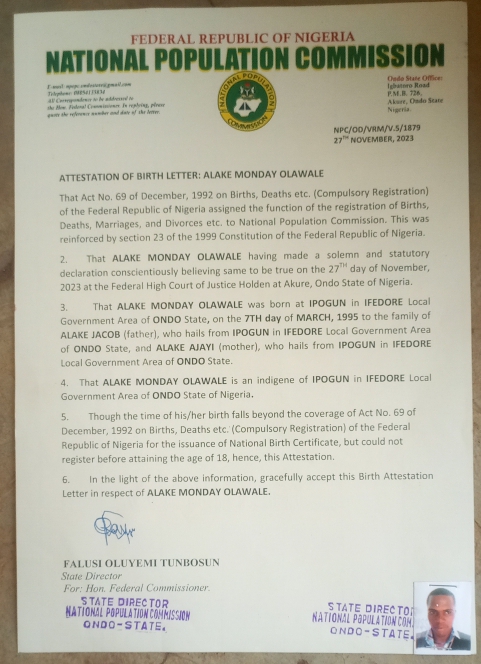 FEDERAL REPUBLIC OF NIGERIA
NATIONAL POPULATION COMMISSION
All Correspondence to be addressed to
the Hon. Federal Commissioner. In replying, please
quote the reference number and date of the letter.
NATIONAL POPULATION
COMMISSION
Ondo State Office:
Igbatoro Road
P.M.B. 726,
Akure, Ondo State
Nigeria.
NPC/OD/VRM/V.5/1879
27TH NOVEMBER, 2023
ATTESTATION OF BIRTH LETTER: ALAKE MONDAY OLAWALE
That Act No. 69 of December, 1992 on Births, Deaths etc. (Compulsory Registration)
of the Federal Republic of Nigeria assigned the function of the registration of Births,
Deaths, Marriages, and Divorces etc. to National Population Commission. This was
reinforced by section 23 of the 1999 Constitution of the Federal Republic of Nigeria.
2. That ALAKE MONDAY OLAWALE having made a solemn and statutory
declaration conscientiously believing same to be true on the 27TH day of November,
2023 at the Federal High Court of Justice Holden at Akure, Ondo State of Nigeria.
3. That ALAKE MONDAY OLAWALE was born at IPOGUN in IFEDORE Local
Government Area of ONDO State, on the 7TH day of MARCH, 1995 to the family of
ALAKE JACOB (father), who hails from IPOGUN in IFEDORE Local Government Area
of ONDO State, and ALAKE AJAYI (mother), who hails from IPOGUN in IFEDORE
Local Government Area of ONDO State.
4. That ALAKE MONDAY OLAWALE is an indigene of IPOGUN in IFEDORE Local
Government Area of ONDO State of Nigeria.
5. Though the time of his/her birth falls beyond the coverage of Act No. 69 of
December, 1992 on Births, Deaths etc. (Compulsory Registration) of the Federal
Republic of Nigeria for the issuance of National Birth Certificate, but could not
register before attaining the age of 18, hence, this Attestation.
6. In the light of the above information, gracefully accept this Birth Attestation
Letter in respect of ALAKE MONDAY OLAWALE.
FALUSI OLUYEMI TUNBOSUN
State Director
For: Hon. Federal Commissioner.
STATE DIRECTOR
NATIONAL POPULATION COMMISSION
ONDO-STATE.
STATE DIRECTO
NATIONAL POPULATION COM
ONDO-STATE.